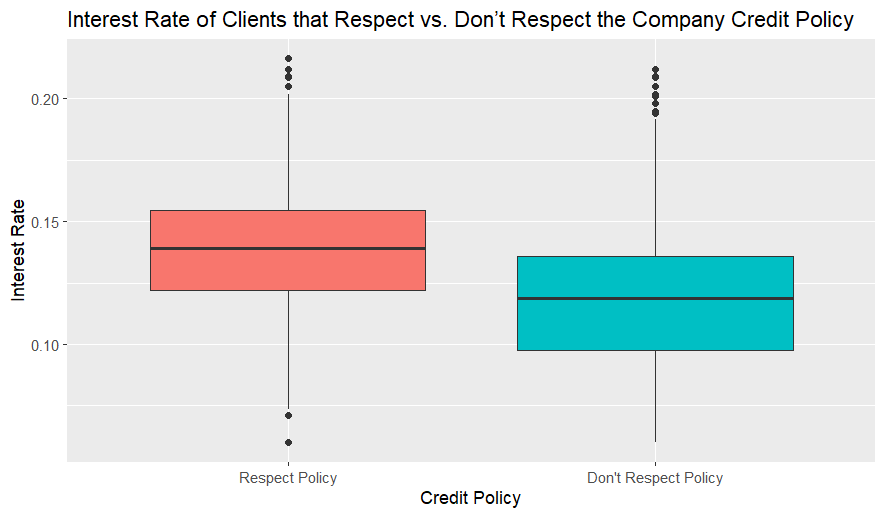 Interest Rate of Clients that Respect vs. Don’t Respect the Company Credit Policy
Interest Rate
0.20
0.15
0.10
Respect Policy
Don't Respect Policy
Credit Policy